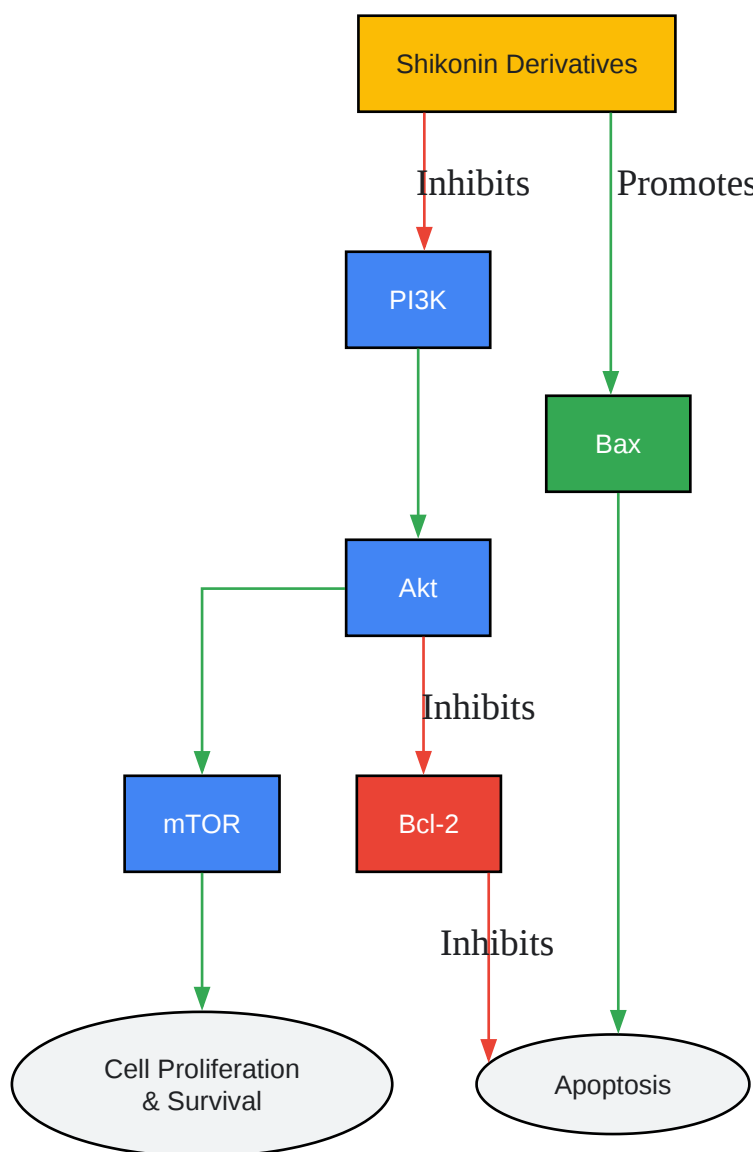 Shikonin Derivatives
Inhibits
Promotes
PI3K
Bax
Akt
Inhibits
mTOR
Bcl-2
Inhibits
Cell Proliferation
& Survival
Apoptosis